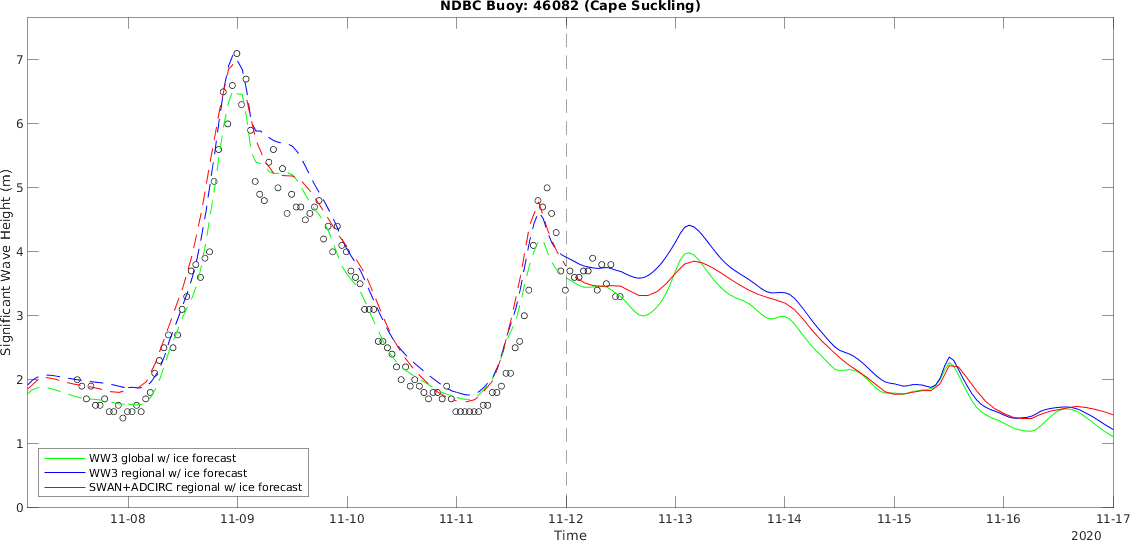 NDBC Buoy: 46082 (Cape Suckling)
Significant Wave Height (m)
7
6
5
4
3
2
1
0
WW3 global w/ ice forecast
WW3 regional w/ ice forecast
SWAN+ADCIRC regional w/ ice forecast
11-08 11-09 11-10 11-11 11-12 11-13 11-14 11-15 11-16 11-17
Time
2020